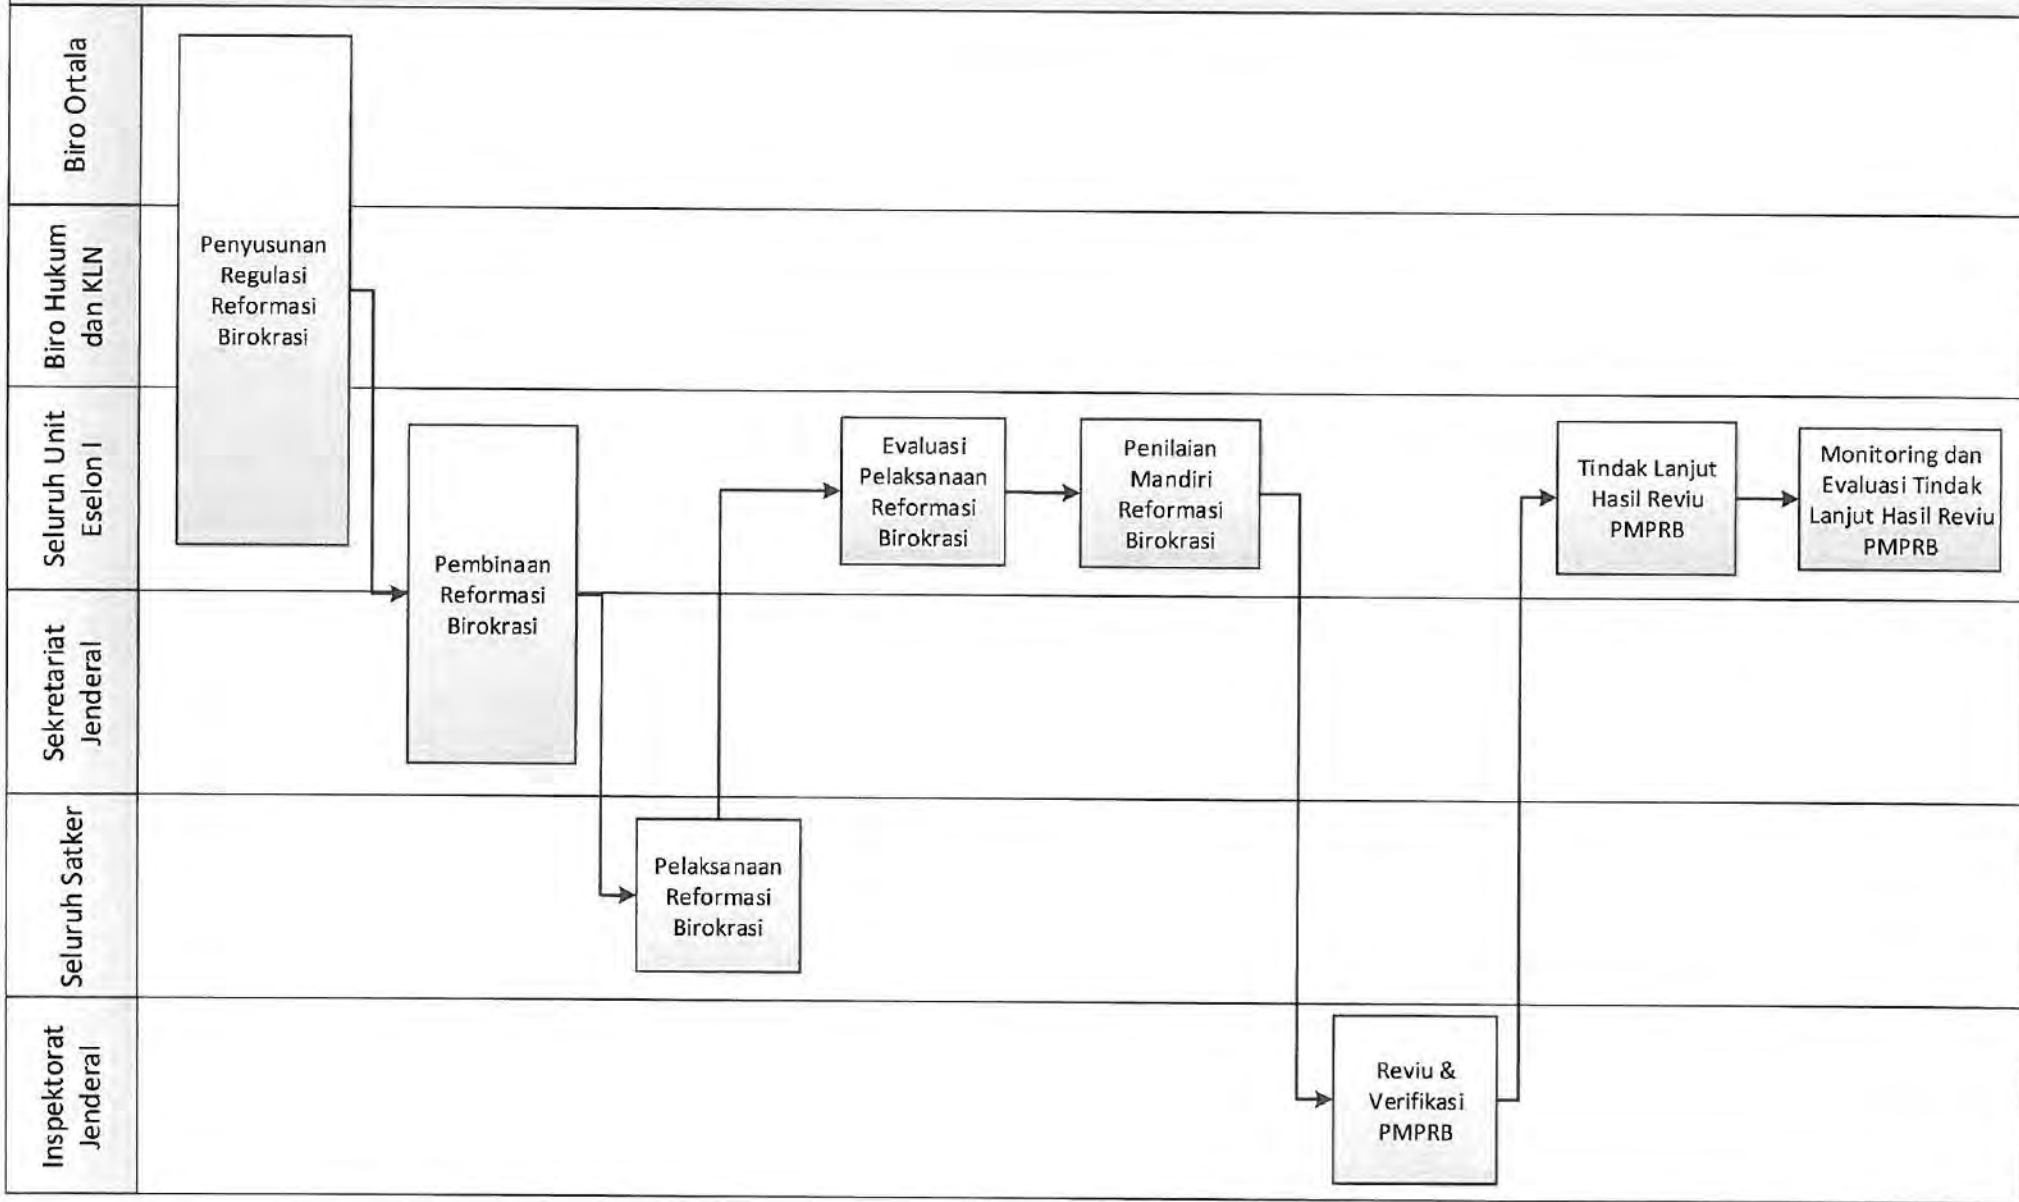 Biro Ortala
Biro Hukum
dan KLN
Seluruh Unit
Eselon I
Sekretariat
Jenderal
Seluruh Satker
Inspektorat
Jenderal
Penyusunan
Regulasi
Reformasi
Birokrasi
Pembinaan
Reformasi
Birokrasi
Pelaksanaan
Reformasi
Birokrasi
Evaluasi
Pelaksanaan
Reformasi
Birokrasi
Penilaian
Mandiri
Reformasi
Birokrasi
Reviu &
Verifikasi
PMPRB
Tindak Lanjut
Hasil Reviu
PMPRB
Monitoring dan
Evaluasi Tindak
Lanjut Hasil Reviu
PMPRB